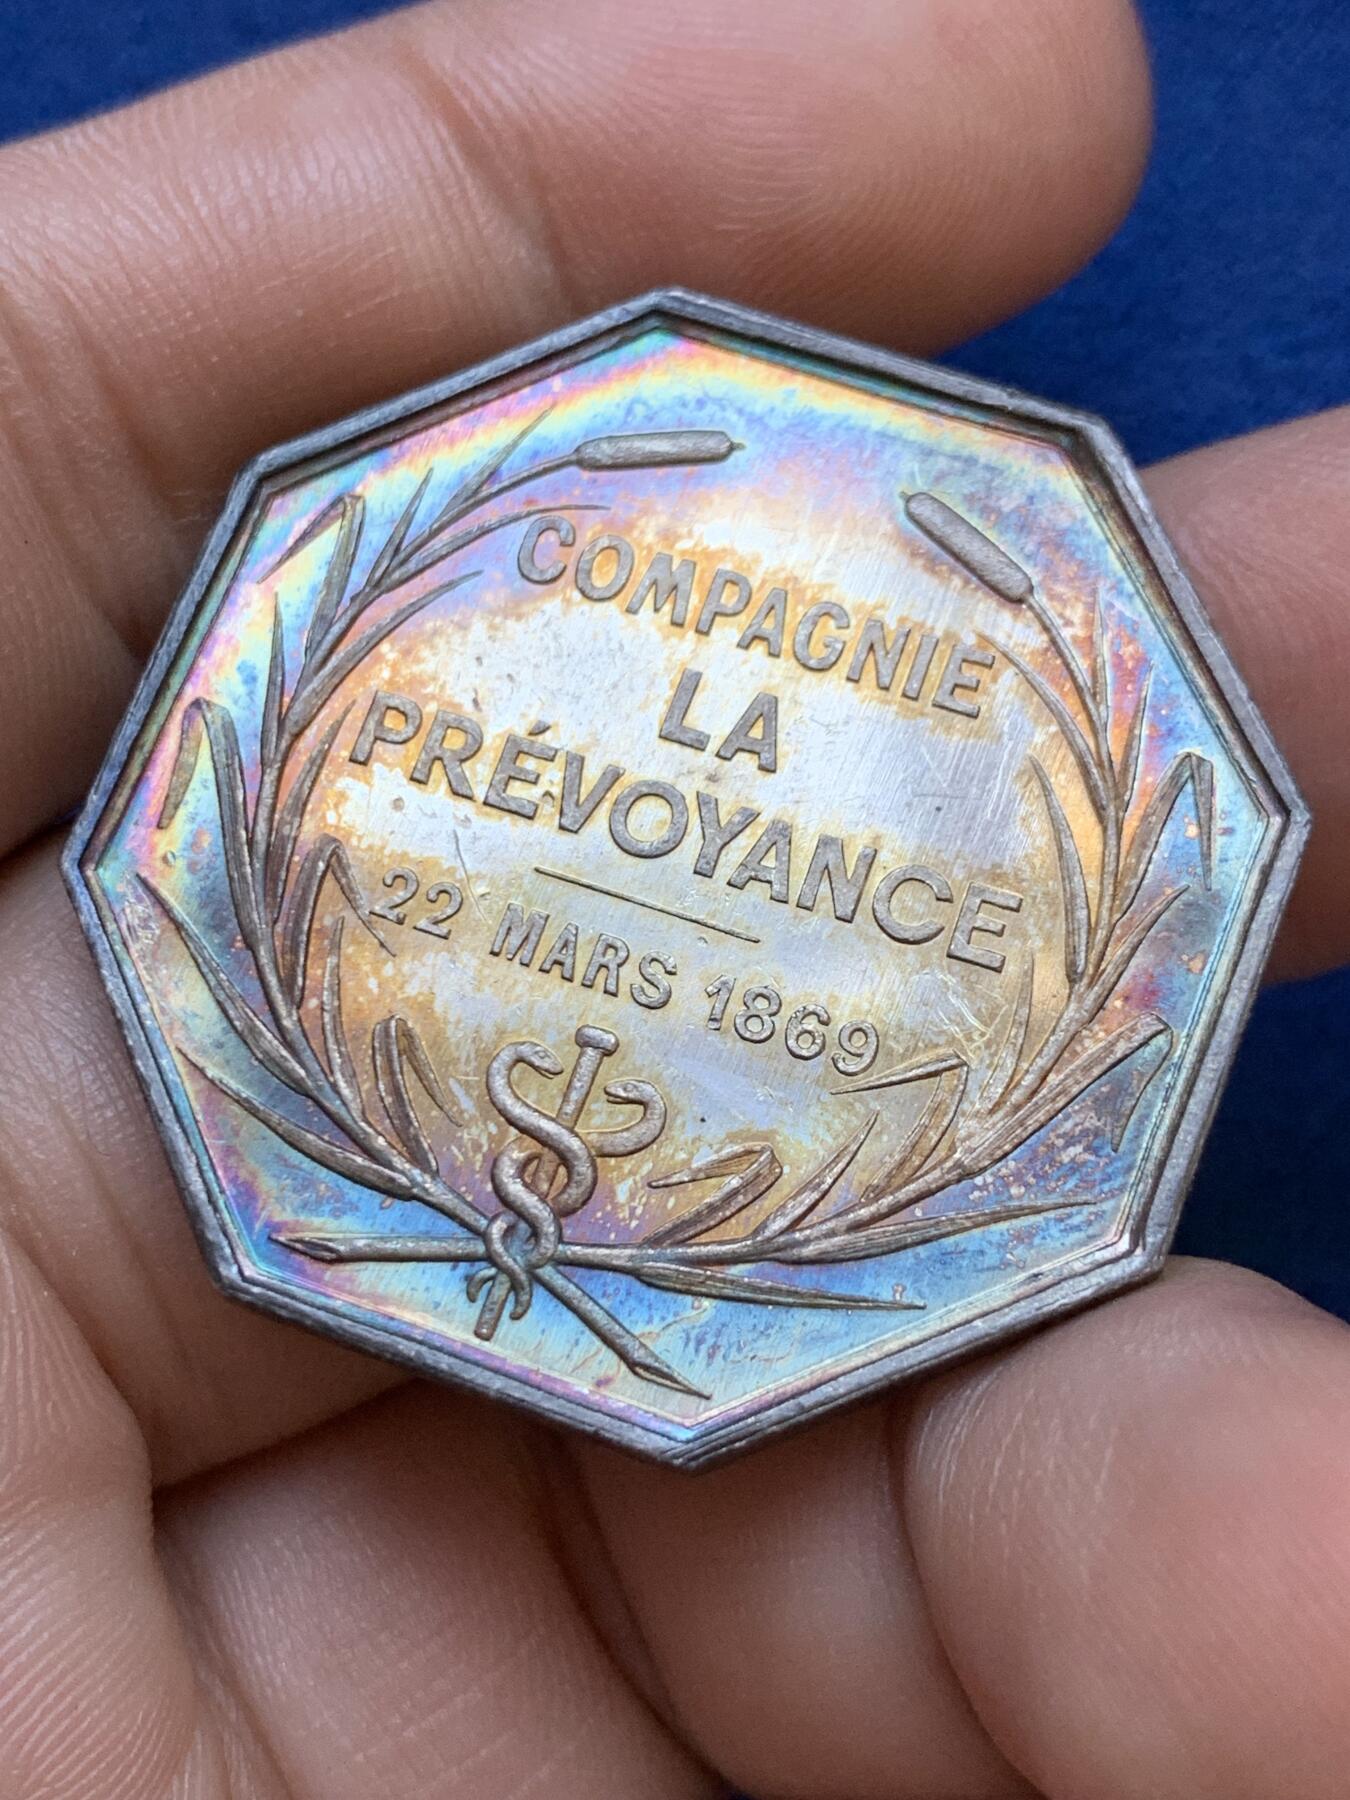 COMPAGNIE
LA
PRÉVOYANCE
22 MARS 1869